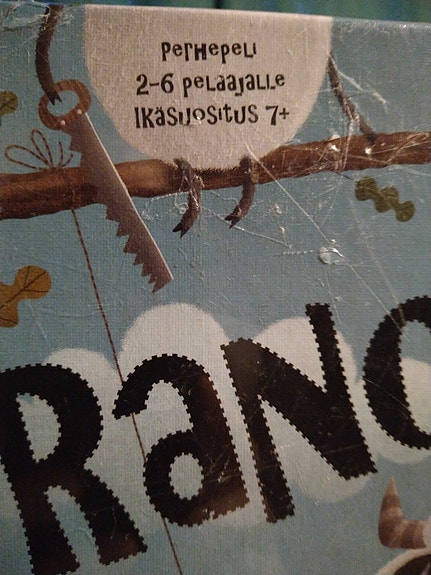 PERHEPELI
2-6 PELAAJALLE
IKÄSUOSITUS 7+
RANC